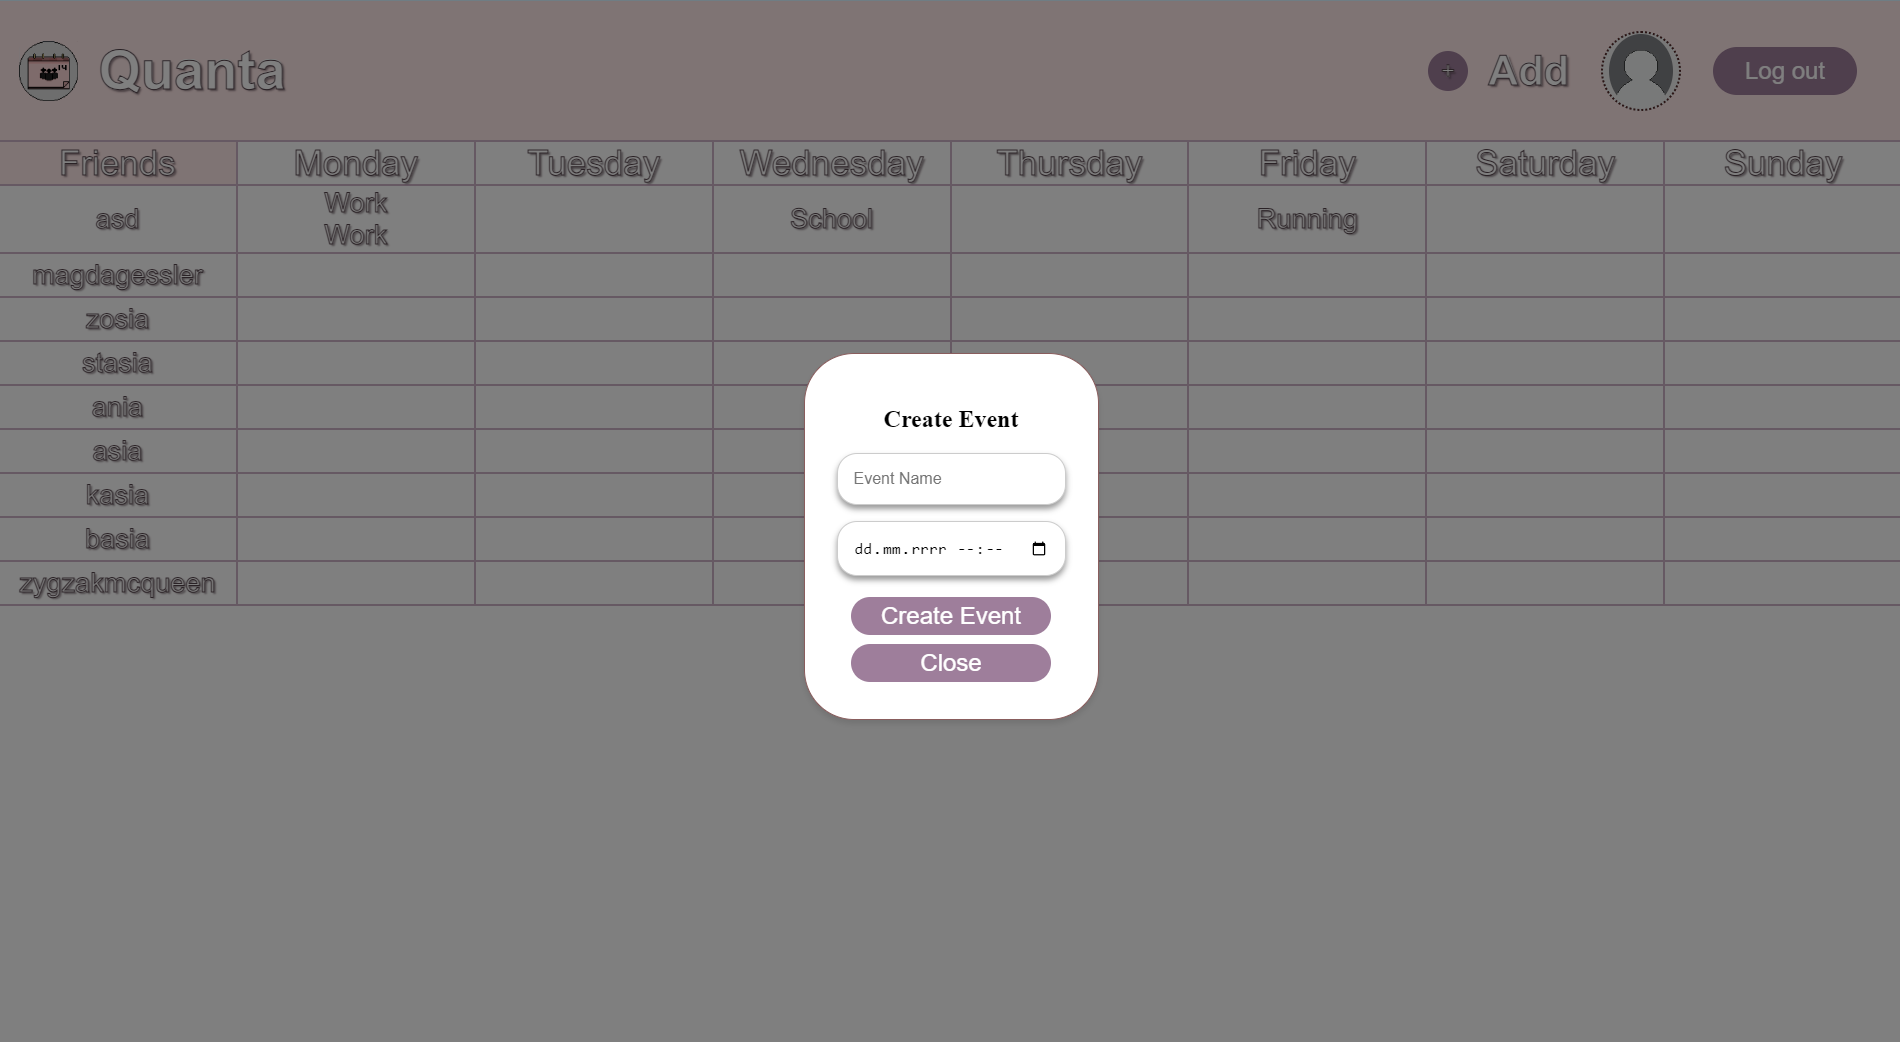 Quanta
+ Add
Log out
Friends Monday Tuesday Wednesday Thursday Friday Saturday Sunday
asd Work Work School Running
magdagessler
zosia
stasia
ania
asia
kasia
basia
zygzakmcqueen
Create Event
Event Name
dd.mm.rrrr --:--
Create Event
Close